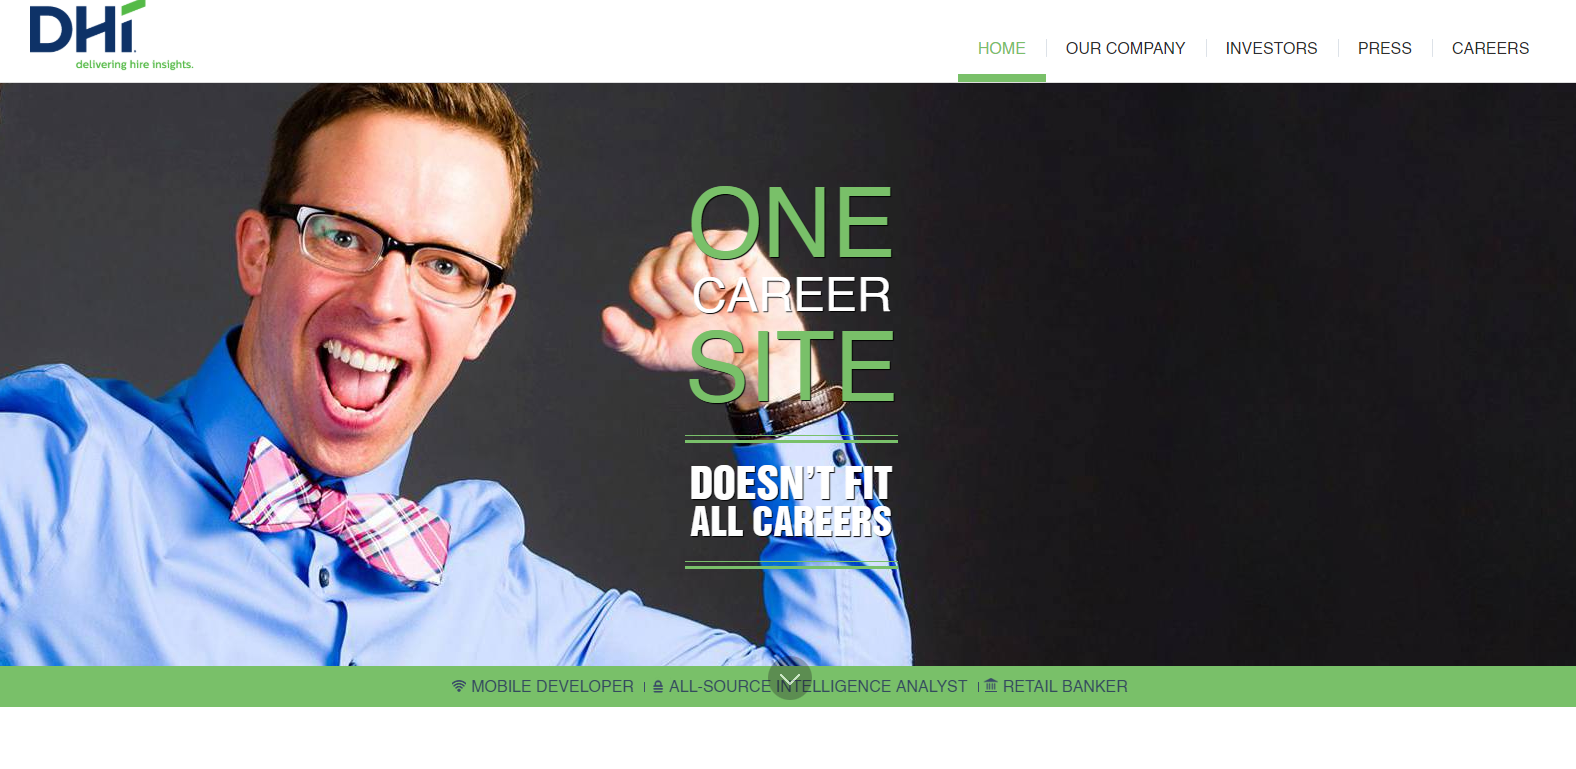 DHi
delivering hire insights.
HOME OUR COMPANY INVESTORS PRESS CAREERS
ONE
CAREER
SITE
DOESN'T FIT
ALL CAREERS
MOBILE DEVELOPER ALL-SOURCE INTELLIGENCE ANALYST RETAIL BANKER